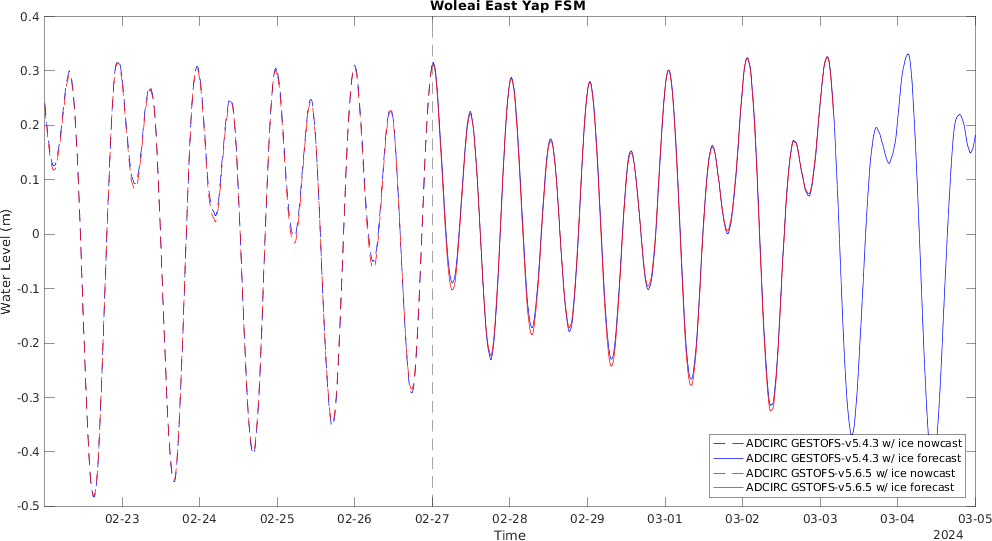 Woleai East Yap FSM
Water Level (m)
0.4
0.3
0.2
0.1
0
-0.1
-0.2
-0.3
-0.4
-0.5
ADCIRC GESTOFS-v5.4.3 w/ ice nowcast
ADCIRC GESTOFS-v5.4.3 w/ ice forecast
ADCIRC GSTOFS-v5.6.5 w/ ice nowcast
ADCIRC GSTOFS-v5.6.5 w/ ice forecast
02-23 02-24 02-25 02-26 02-27 02-28 02-29 03-01 03-02 03-03 03-04 03-05
Time
2024